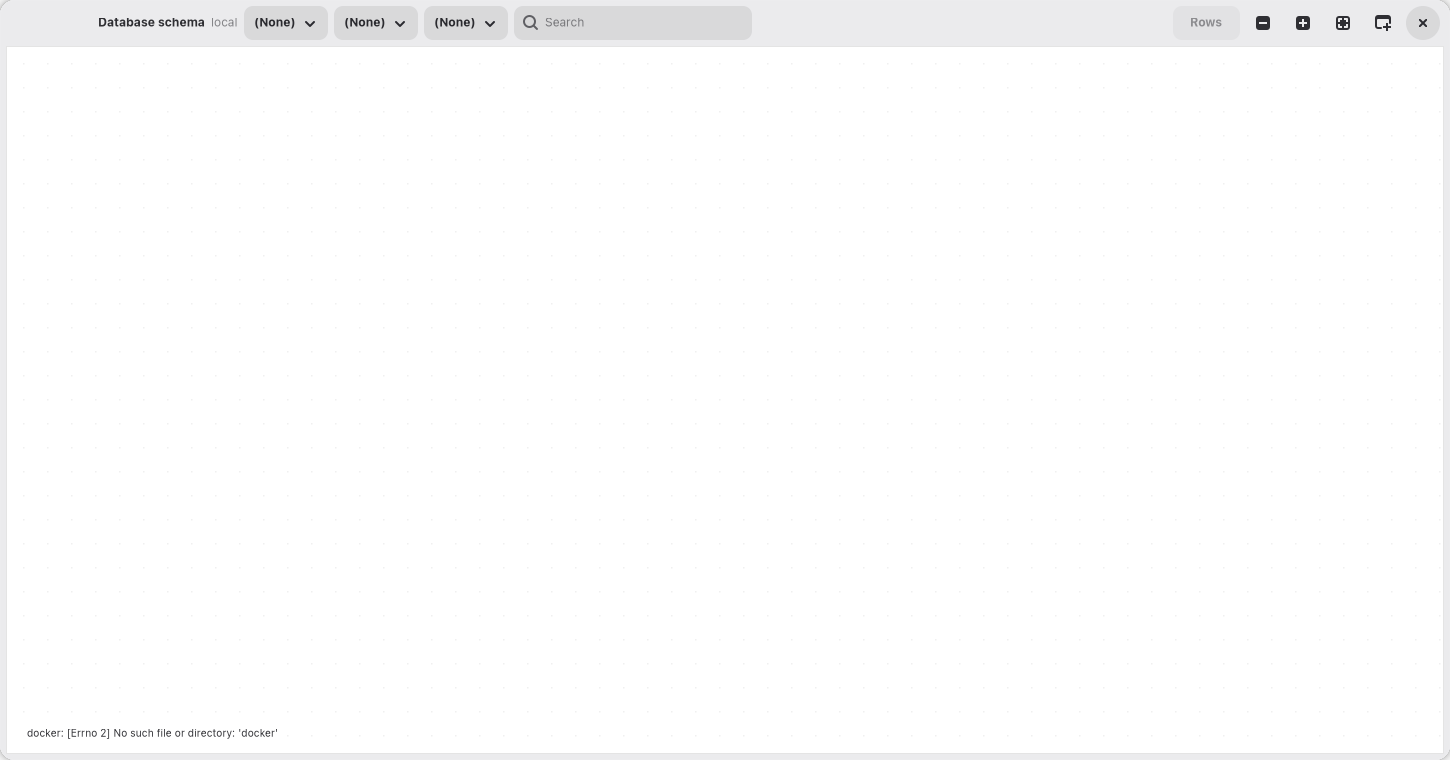 Database schema local (None) (None) (None) Search Rows
docker: [Errno 2] No such file or directory: 'docker'